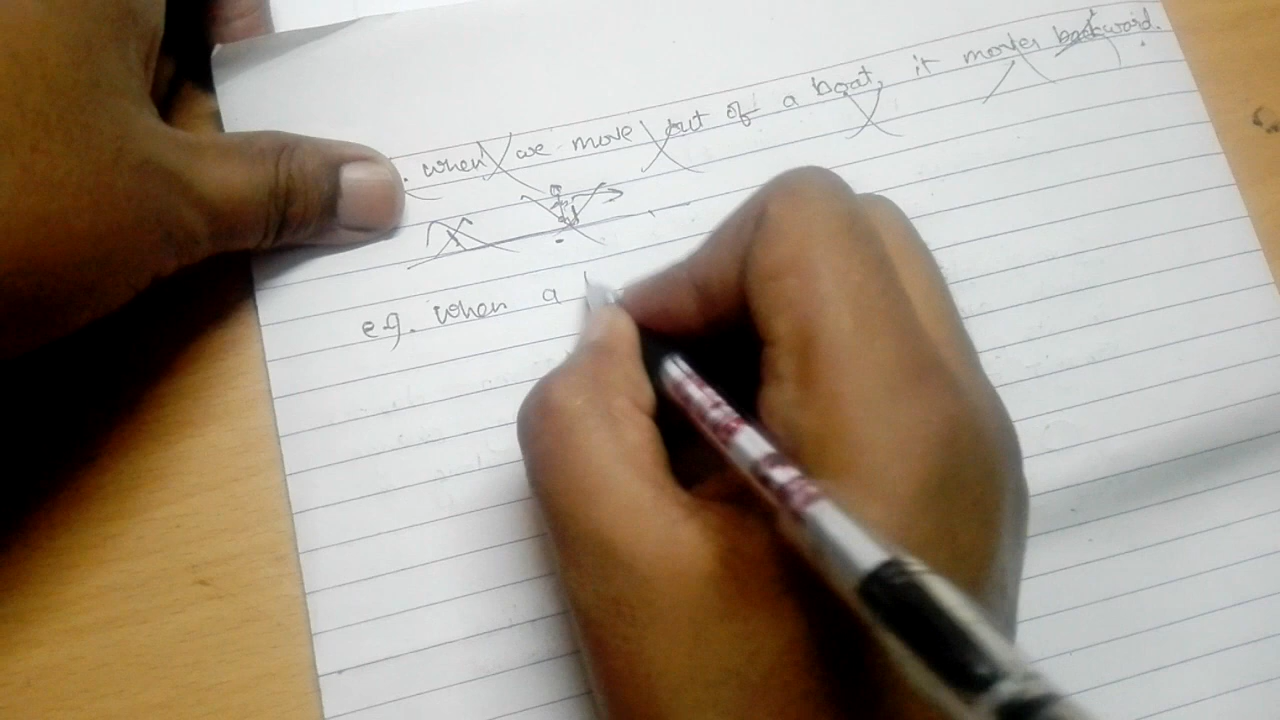 . when we move out of a boat, it moves backward.
e.g. when a